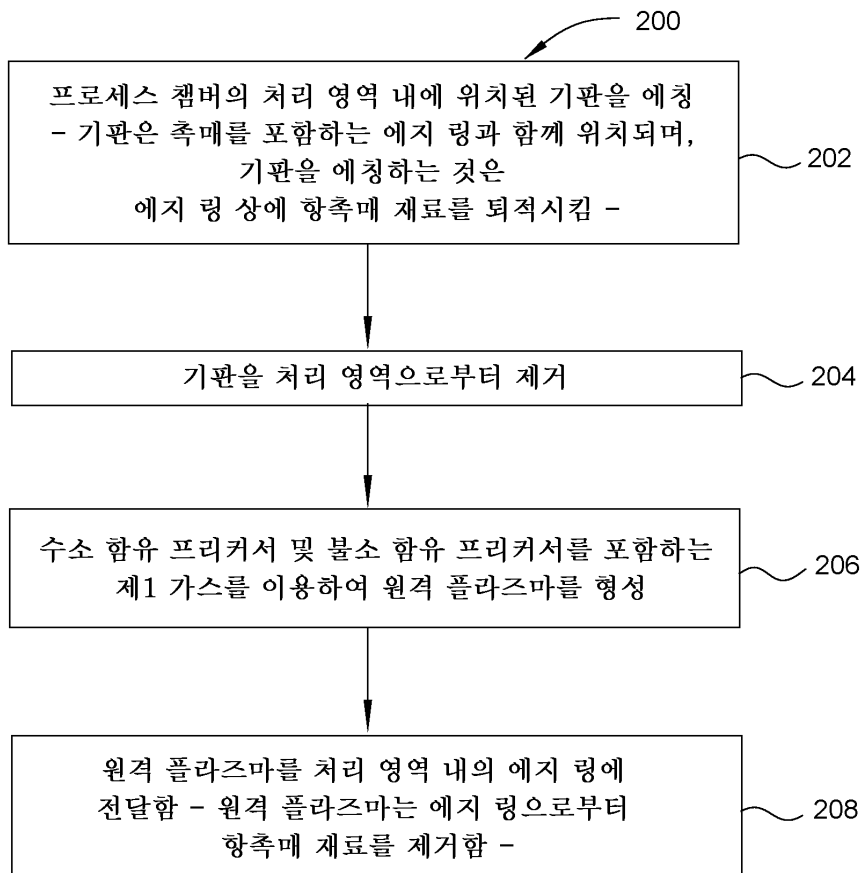 200
프로세스 챔버의 처리 영역 내에 위치된 기판을 에칭
– 기판은 촉매를 포함하는 에지 링과 함께 위치되며,
기판을 에칭하는 것은
에지 링 상에 항촉매 재료를 퇴적시킴 –
202
기판을 처리 영역으로부터 제거
204
수소 함유 프리커서 및 불소 함유 프리커서를 포함하는
제1 가스를 이용하여 원격 플라즈마를 형성
206
원격 플라즈마를 처리 영역 내의 에지 링에
전달함 – 원격 플라즈마는 에지 링으로부터
항촉매 재료를 제거함 –
208